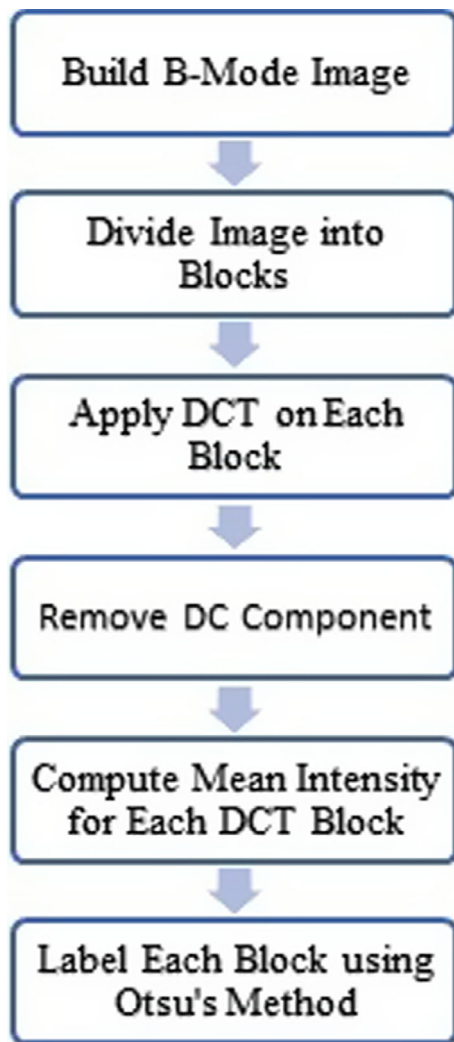 Build B-Mode Image
Divide Image into
Blocks
Apply DCT on Each
Block
Remove DC Component
Compute Mean Intensity
for Each DCT Block
Label Each Block using
Otsu's Method